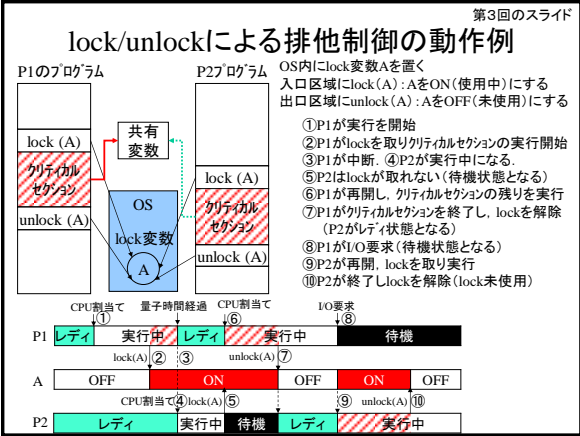 第3回のスライド
lock/unlockによる排他制御の動作例
P1のプログラム
P2プログラム
OS内にlock変数Aを置く
入口区域にlock(A):AをON(使用中)にする
出口区域にunlock(A):AをOFF(未使用)にする
lock (A)
クリティカル
セクション
unlock (A)
共有
変数
OS
lock変数
A
lock (A)
クリティカル
セクション
unlock (A)
①P1が実行を開始
②P1がlockを取りクリティカルセクションの実行開始
③P1が中断. ④P2が実行中になる.
⑤P2はlockが取れない(待機状態となる)
⑥P1が再開し, クリティカルセクションの残りを実行
⑦P1がクリティカルセクションを終了し, lockを解除
(P2がレディ状態となる)
⑧P1がI/O要求(待機状態となる)
⑨P2が再開, lockを取り実行
⑩P2が終了しlockを解除(lock未使用)
CPU割当て 量子時間経過 CPU割当て I/O要求
① ⑥ ⑧
P1 レディ 実行中 レディ 実行中 待機
lock(A) ② ③ unlock(A) ⑦
A OFF ON OFF ON OFF
CPU割当て ④ lock(A) ⑤ ⑨ unlock(A) ⑩
P2 レディ 実行中 待機 レディ 実行中